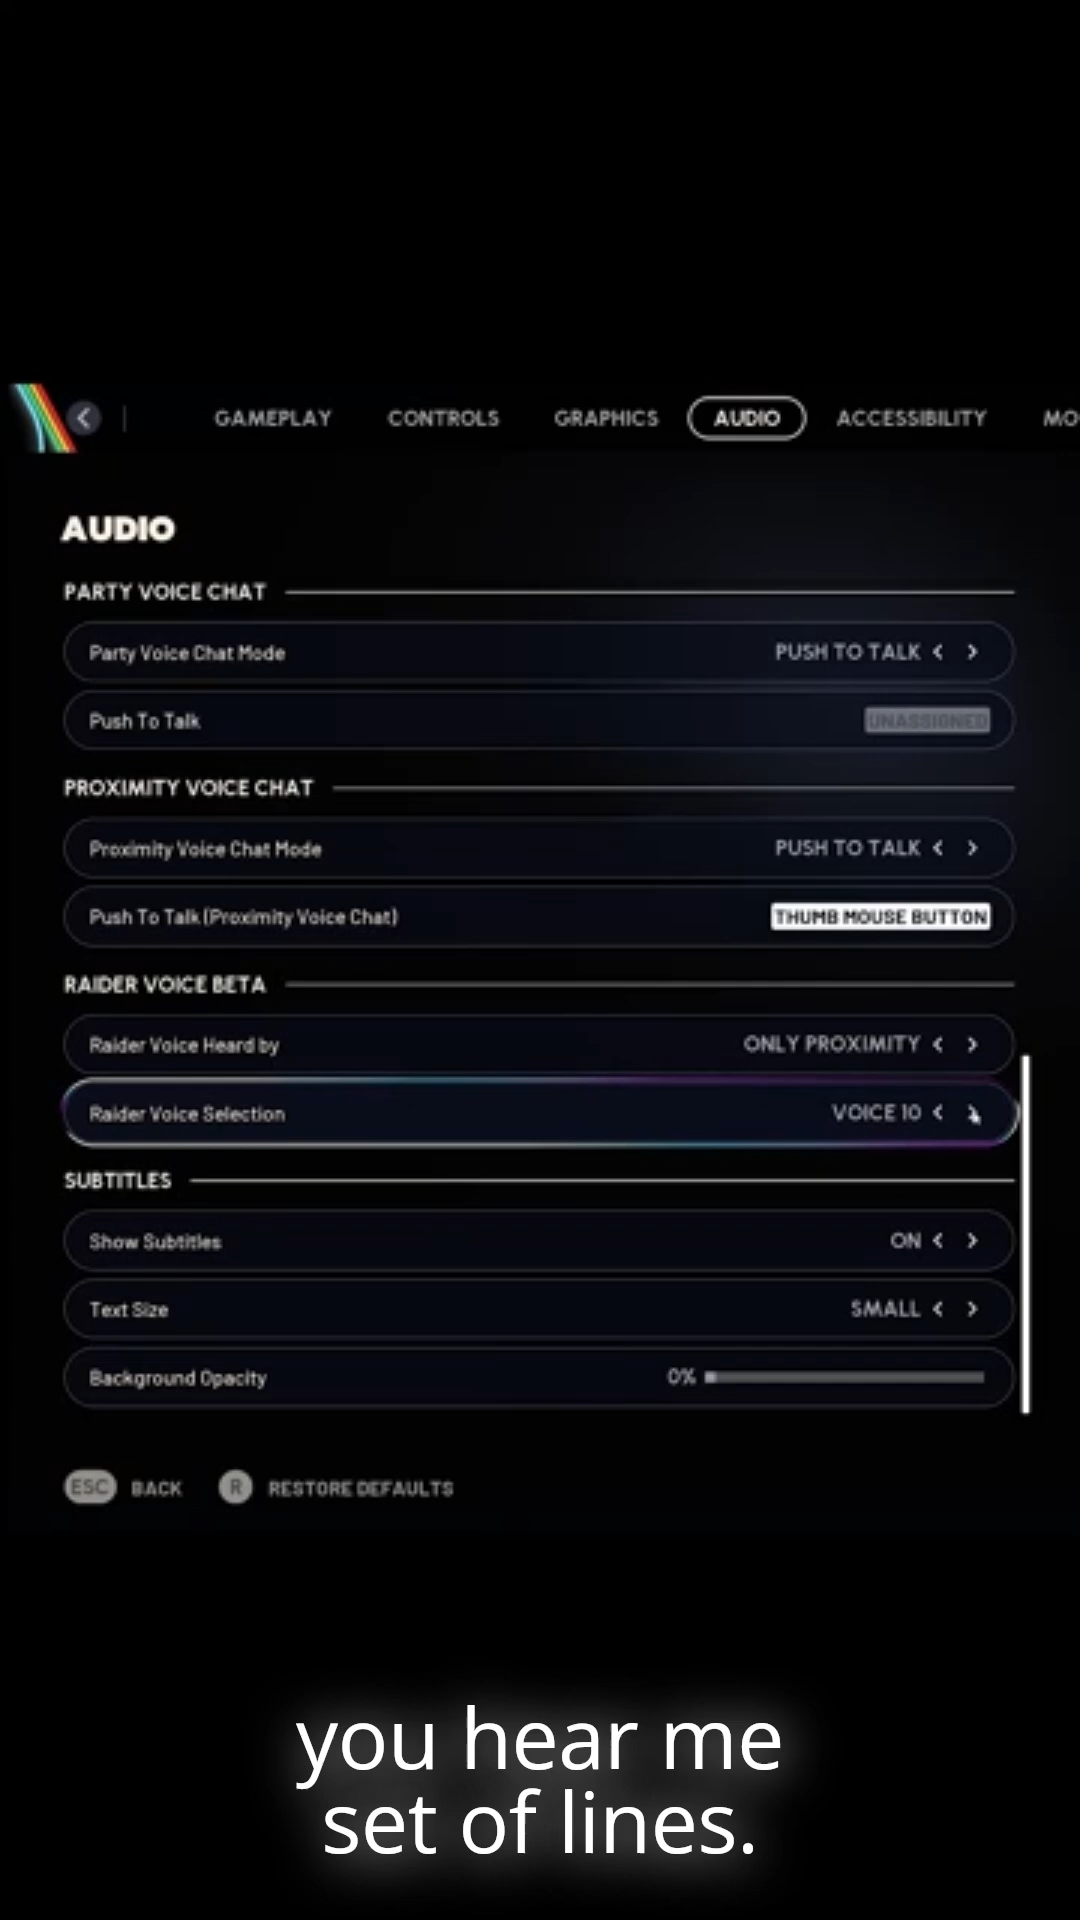 GAMEPLAY CONTROLS GRAPHICS AUDIO ACCESSIBILITY MO
AUDIO
PARTY VOICE CHAT
Party Voice Chat Mode PUSH TO TALK
Push To Talk UNASSIGNED
PROXIMITY VOICE CHAT
Proximity Voice Chat Mode PUSH TO TALK
Push To Talk (Proximity Voice Chat) THUMB MOUSE BUTTON
RAIDER VOICE BETA
Raider Voice Heard by ONLY PROXIMITY
Raider Voice Selection VOICE 10
SUBTITLES
Show Subtitles ON
Text Size SMALL
Background Opacity 0%
ESC BACK R RESTORE DEFAULTS
you hear me
set of lines.